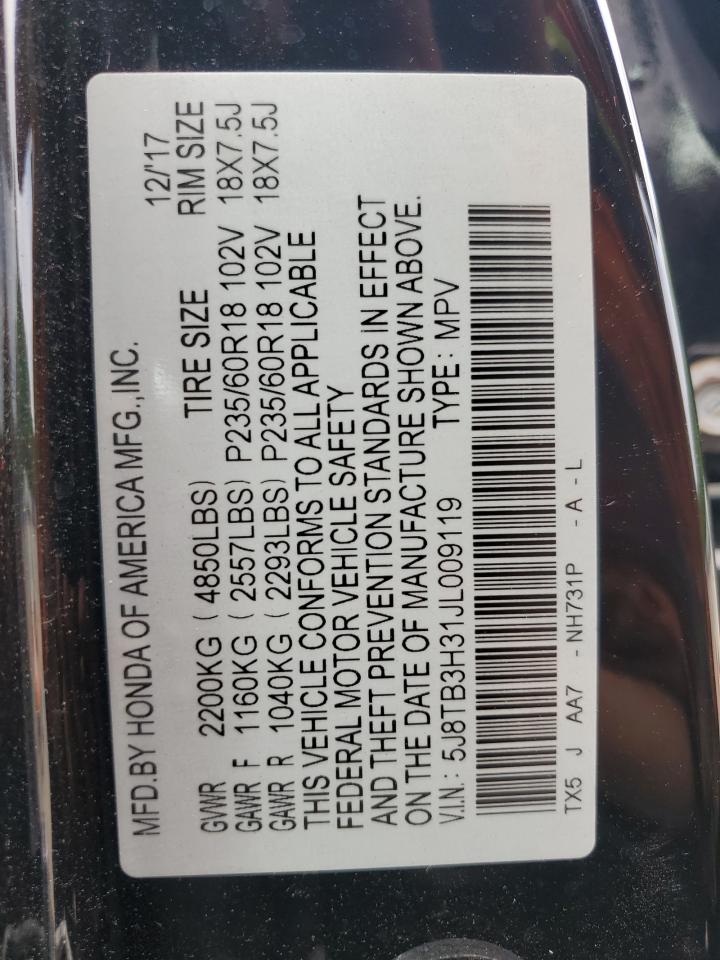 MFD.BY HONDA OF AMERICA MFG.,INC. 12/'17
GVWR 2200KG ( 4850LBS) TIRE SIZE RIM SIZE
GAWR F 1160KG ( 2557LBS) P235/60R18 102V 18X7.5J
GAWR R 1040KG ( 2293LBS) P235/60R18 102V 18X7.5J
THIS VEHICLE CONFORMS TO ALL APPLICABLE
FEDERAL MOTOR VEHICLE SAFETY
AND THEFT PREVENTION STANDARDS IN EFFECT
ON THE DATE OF MANUFACTURE SHOWN ABOVE.
V.I.N.: 5J8TB3H31JL009119 TYPE: MPV
TX5 J AA7 - NH731P - A - L